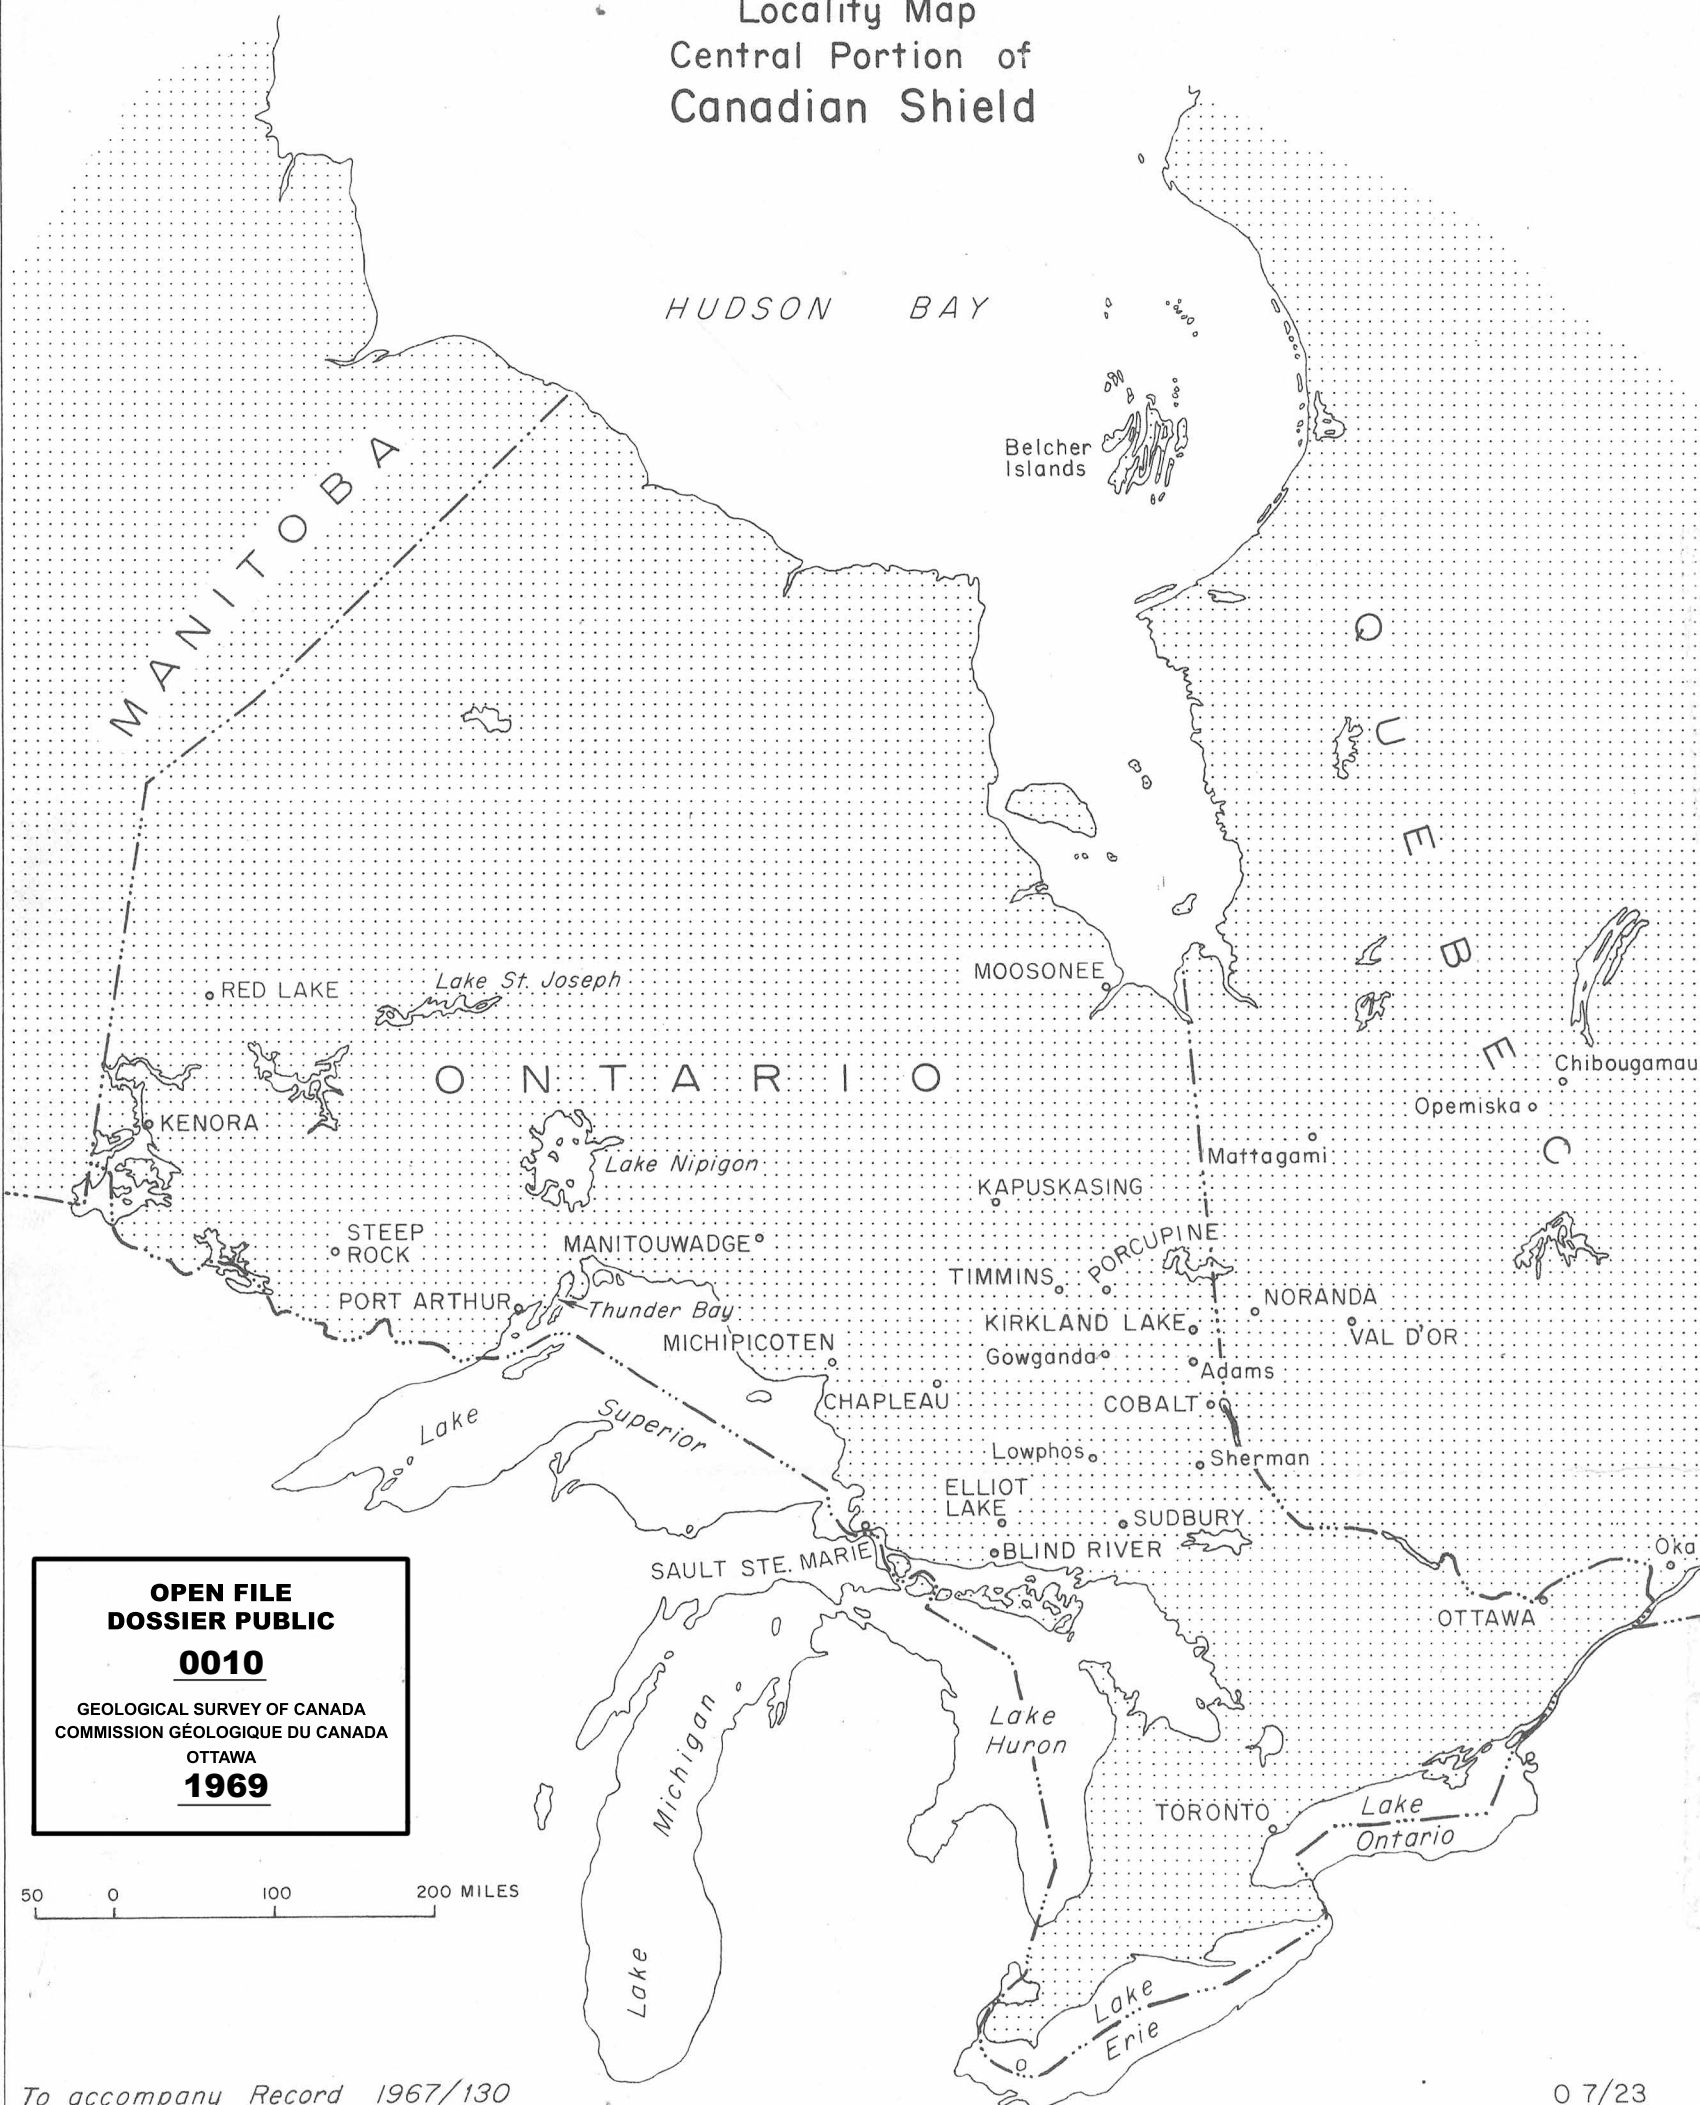 Locality Map
Central Portion of
Canadian Shield
HUDSON BAY
Belcher
Islands
MANITOBA
QUEBEC
MOOSONEE
Lake St. Joseph
RED LAKE
ONTARIO
Chibougamau
Opemiska
KENORA
Mattagami
Lake Nipigon
KAPUSKASING
STEEP
ROCK
MANITOUWADGE
PORCUPINE
TIMMINS
PORT ARTHUR
Thunder Bay
NORANDA
KIRKLAND LAKE
VAL D'OR
MICHIPICOTEN
Gowganda
Adams
CHAPLEAU
COBALT
Lake Superior
Lowphos
Sherman
ELLIOT
LAKE
SUDBURY
BLIND RIVER
SAULT STE. MARIE
Oka
OTTAWA
OPEN FILE
DOSSIER PUBLIC
0010
GEOLOGICAL SURVEY OF CANADA
COMMISSION GÉOLOGIQUE DU CANADA
OTTAWA
1969
Lake
Huron
Lake Michigan
TORONTO
Lake
Ontario
50 0 100 200 MILES
Lake
Erie
To accompany Record 1967/130
O 7/23